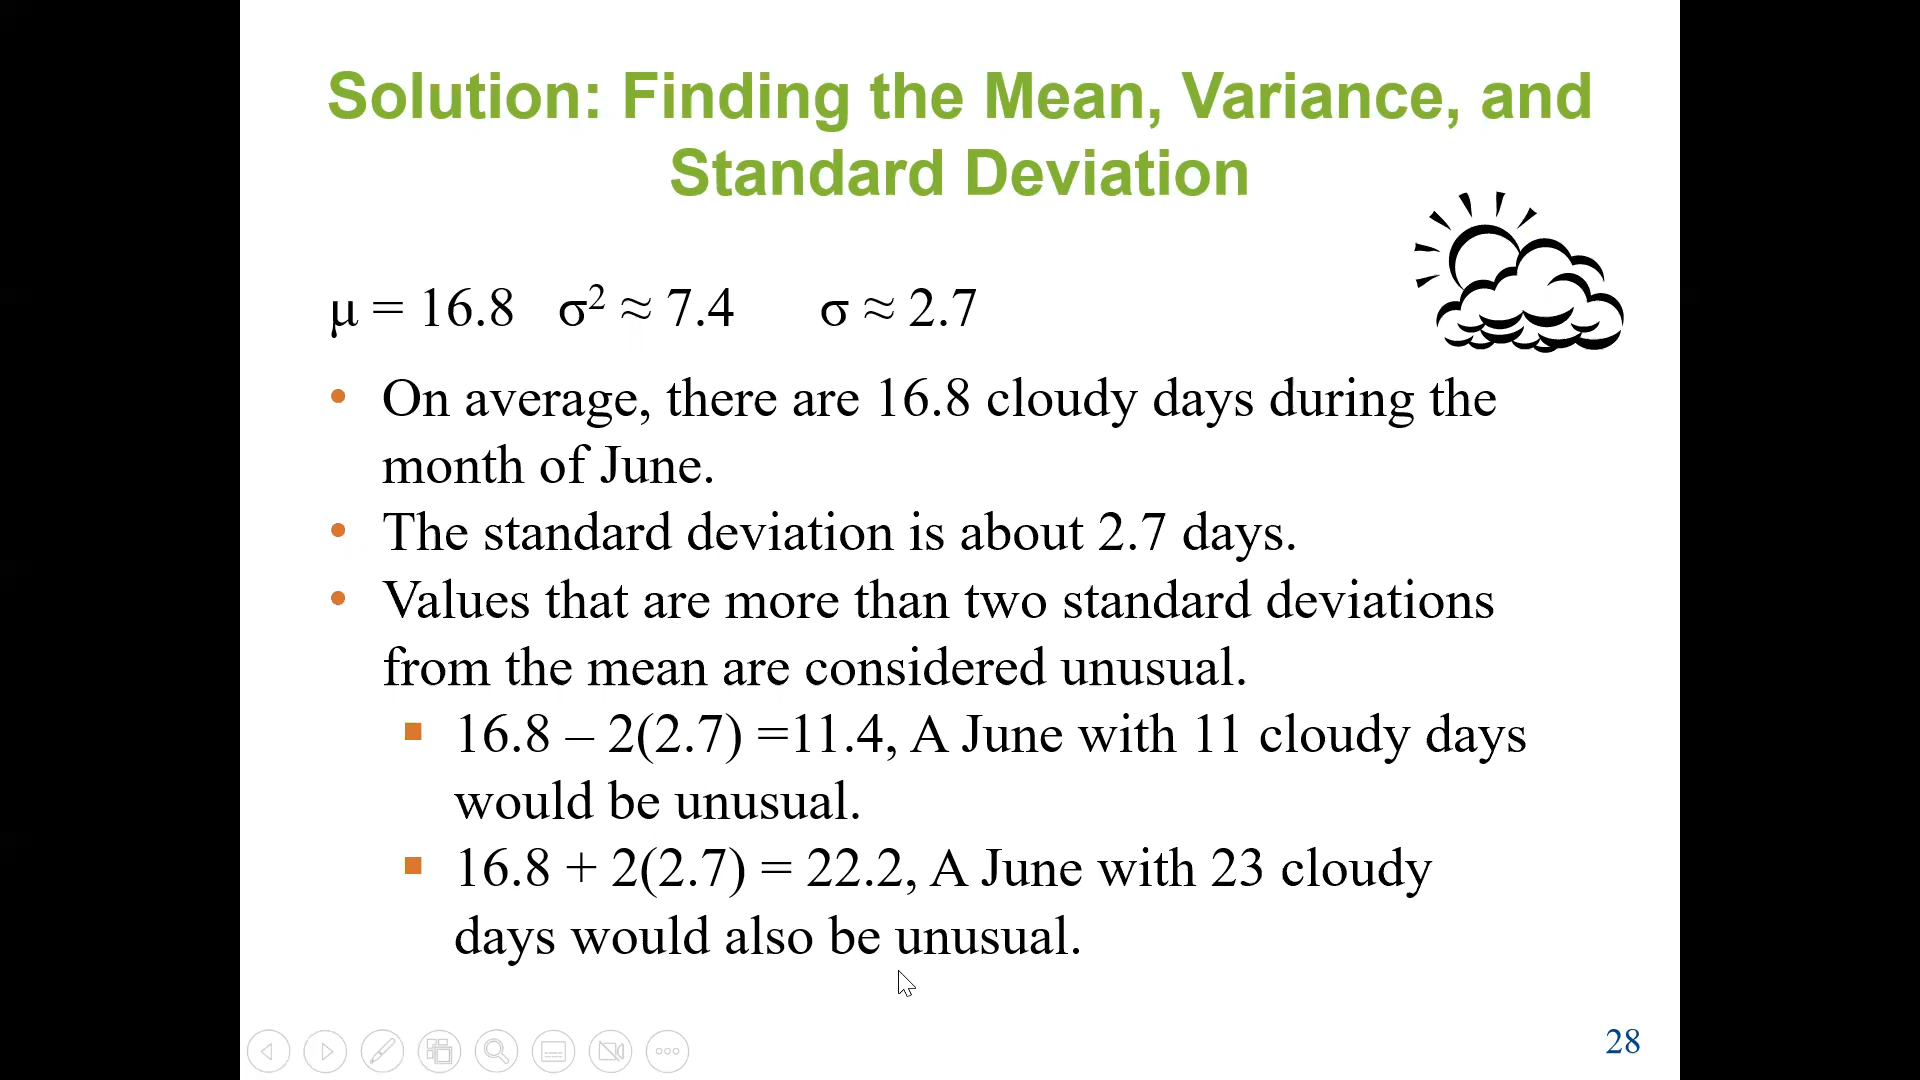 Solution: Finding the Mean, Variance, and
Standard Deviation
μ = 16.8 σ² ≈ 7.4 σ ≈ 2.7
• On average, there are 16.8 cloudy days during the
month of June.
• The standard deviation is about 2.7 days.
• Values that are more than two standard deviations
from the mean are considered unusual.
▪ 16.8 – 2(2.7) =11.4, A June with 11 cloudy days
would be unusual.
▪ 16.8 + 2(2.7) = 22.2, A June with 23 cloudy
days would also be unusual.
28